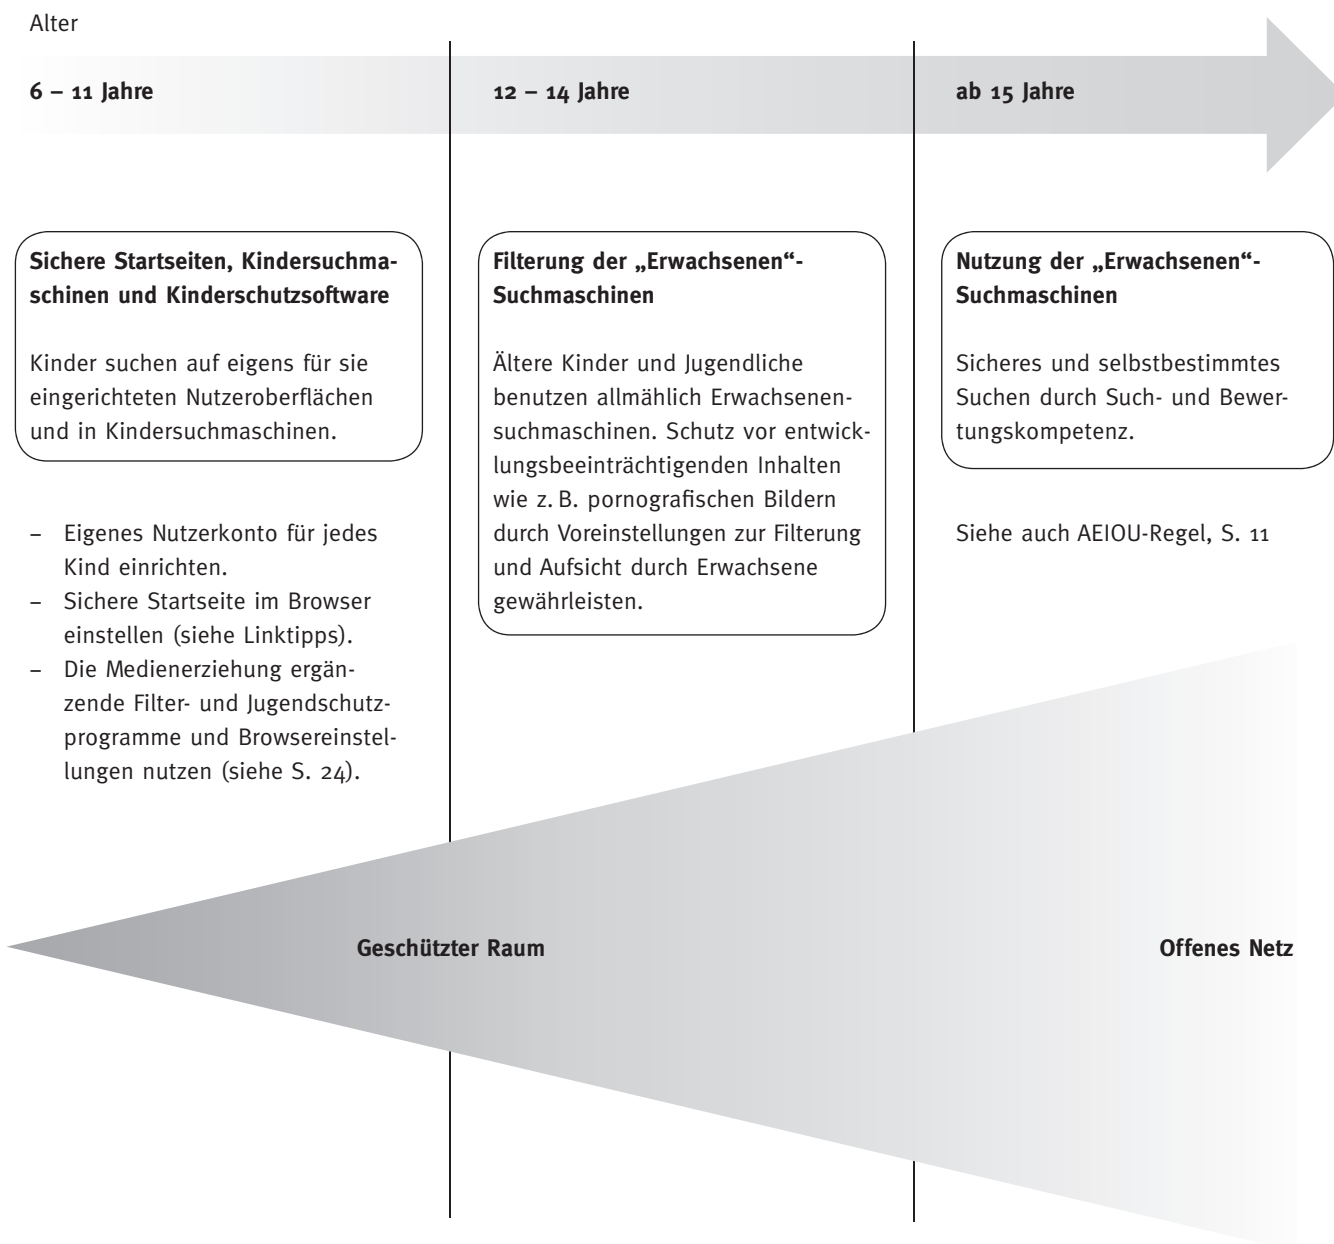 Alter
6 – 11 Jahre
12 – 14 Jahre
ab 15 Jahre
Sichere Startseiten, Kindersuchma-
schinen und Kinderschutzsoftware
Kinder suchen auf eigens für sie
eingerichteten Nutzeroberflächen
und in Kindersuchmaschinen.
– Eigenes Nutzerkonto für jedes
Kind einrichten.
– Sichere Startseite im Browser
einstellen (siehe Linktipps).
– Die Medienerziehung ergän-
zende Filter- und Jugendschutz-
programme und Browsereinstel-
lungen nutzen (siehe S. 24).
Filterung der „Erwachsenen“-
Suchmaschinen
Ältere Kinder und Jugendliche
benutzen allmählich Erwachsenen-
suchmaschinen. Schutz vor entwick-
lungsbeeinträchtigenden Inhalten
wie z. B. pornografischen Bildern
durch Voreinstellungen zur Filterung
und Aufsicht durch Erwachsene
gewährleisten.
Nutzung der „Erwachsenen“-
Suchmaschinen
Sicheres und selbstbestimmtes
Suchen durch Such- und Bewer-
tungskompetenz.
Siehe auch AEIOU-Regel, S. 11
Geschützter Raum
Offenes Netz